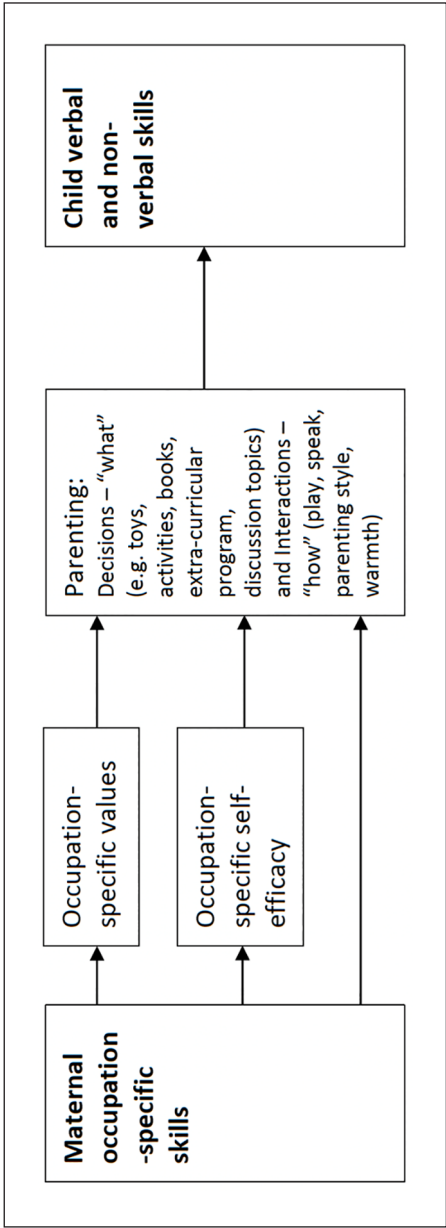 Maternal
occupation
-specific
skills
Occupation-
specific values
Occupation-
specific self-
efficacy
Parenting:
Decisions – “what”
(e.g. toys,
activities, books,
extra-curricular
program,
discussion topics)
and Interactions –
“how” (play, speak,
parenting style,
warmth)
Child verbal
and non-
verbal skills